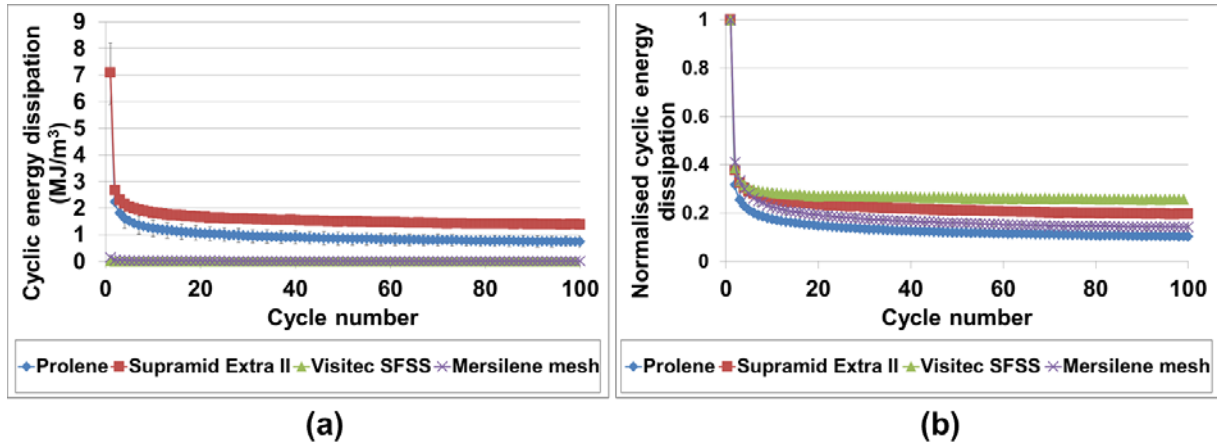 Cyclic energy dissipation
(MJ/m³)
9
8
7
6
5
4
3
2
1
0
0 20 40 60 80 100
Cycle number
Prolene Supramid Extra II Visitec SFSS Mersilene mesh
(a)
Normalised cyclic energy
dissipation
1
0.8
0.6
0.4
0.2
0
0 20 40 60 80 100
Cycle number
Prolene Supramid Extra II Visitec SFSS Mersilene mesh
(b)